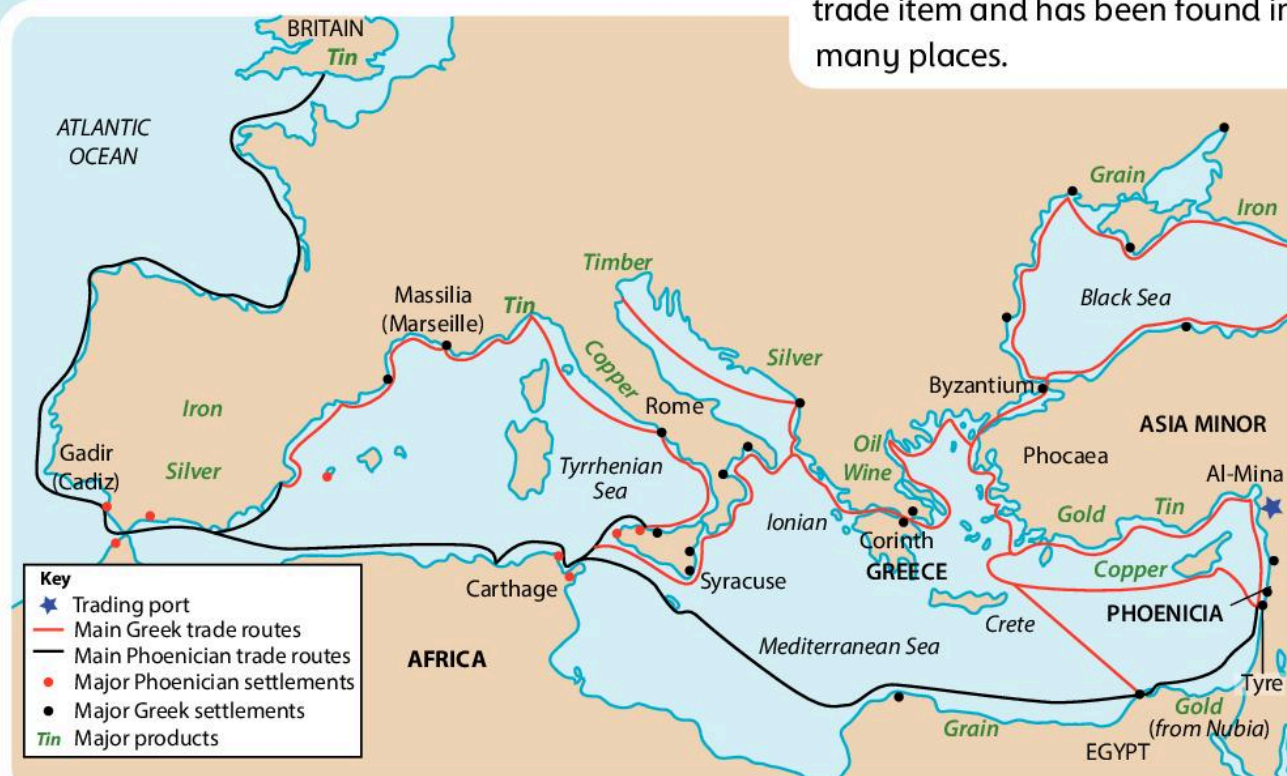 trade item and has been found in
many places.
BRITAIN
Tin
ATLANTIC
OCEAN
Grain
Iron
Timber
Black Sea
Massilia
(Marseille)
Tin
Copper
Silver
Byzantium
Rome
Iron
ASIA MINOR
Gadir
(Cadiz)
Silver
Tyrrhenian
Sea
Oil
Wine
Phocaea
Al-Mina
Ionian
Gold
Tin
Corinth
GREECE
Copper
Carthage
Syracuse
Crete
PHOENICIA
AFRICA
Mediterranean Sea
Tyre
Grain
Gold
(from Nubia)
EGYPT
Key
Trading port
Main Greek trade routes
Main Phoenician trade routes
Major Phoenician settlements
Major Greek settlements
Tin Major products